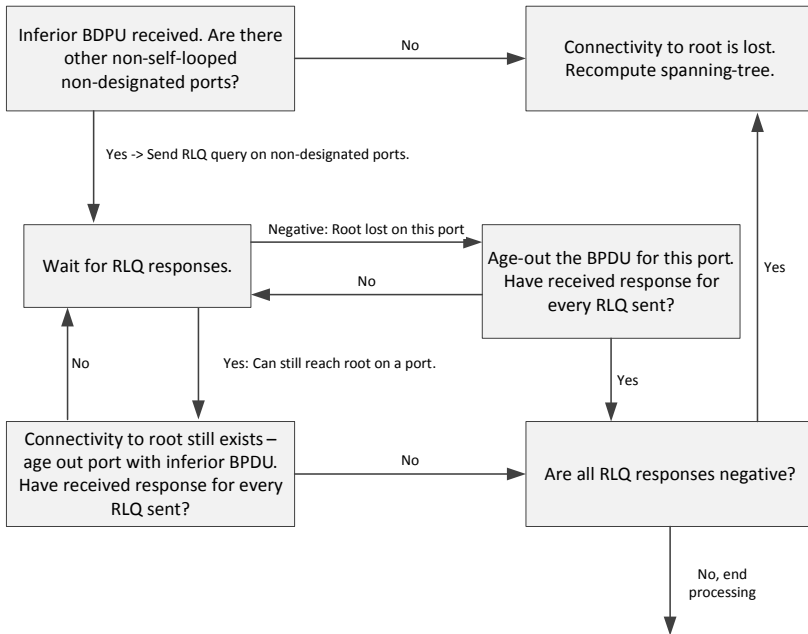 Inferior BDPU received. Are there
other non-self-looped
non-designated ports?
No
Connectivity to root is lost.
Recompute spanning-tree.
Yes -> Send RLQ query on non-designated ports.
Negative: Root lost on this port
Wait for RLQ responses.
Age-out the BPDU for this port.
Have received response for
every RLQ sent?
No
Yes
No
Yes: Can still reach root on a port.
Yes
Connectivity to root still exists –
age out port with inferior BPDU.
Have received response for every
RLQ sent?
No
Are all RLQ responses negative?
No, end
processing